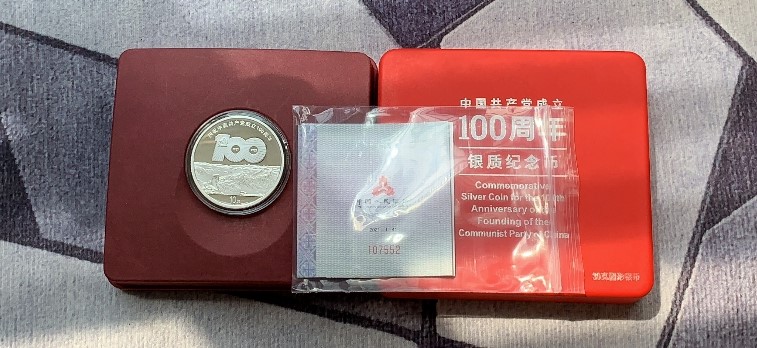 100
10元
107552
中国共产党成立
100周年
银质纪念币
Commemorative
Silver Coin for the 100th
Anniversary of the
Founding of the
Communist Party of China